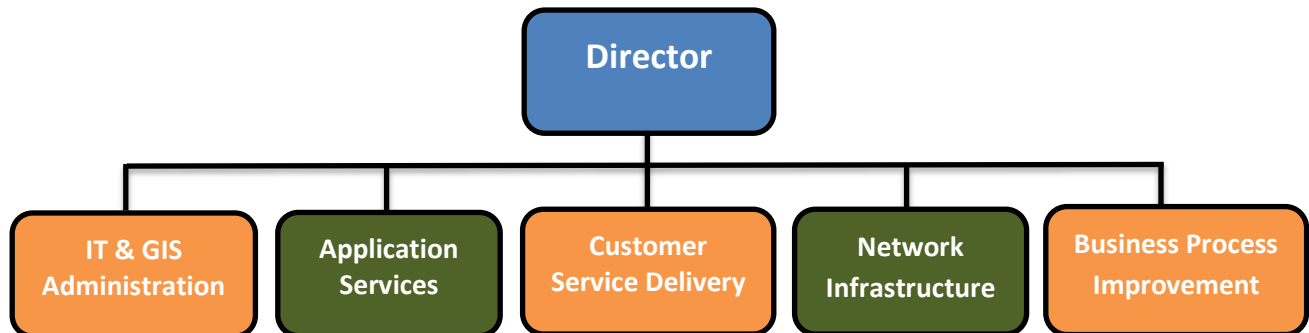 Director
IT & GIS
Administration
Application
Services
Customer
Service Delivery
Network
Infrastructure
Business Process
Improvement